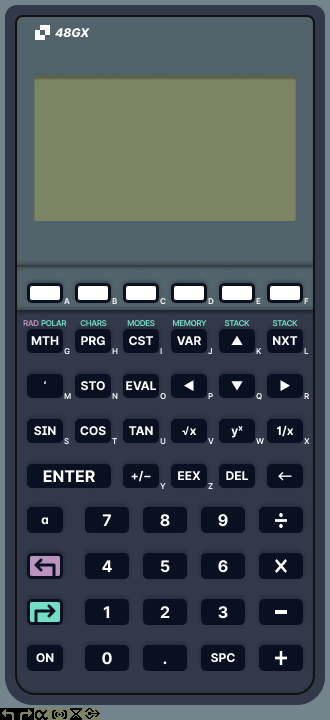 48GX
A B C D E F
RAD POLAR CHARS MODES MEMORY STACK STACK
MTH G PRG H CST I VAR J ▲ K NXT L
' M STO N EVAL O ◀ P ▼ Q ▶ R
SIN S COS T TAN U √x V yˣ W 1/x X
ENTER +/− Y EEX Z DEL ←
α 7 8 9 ÷
4 5 6 ×
1 2 3 −
ON 0 . SPC +